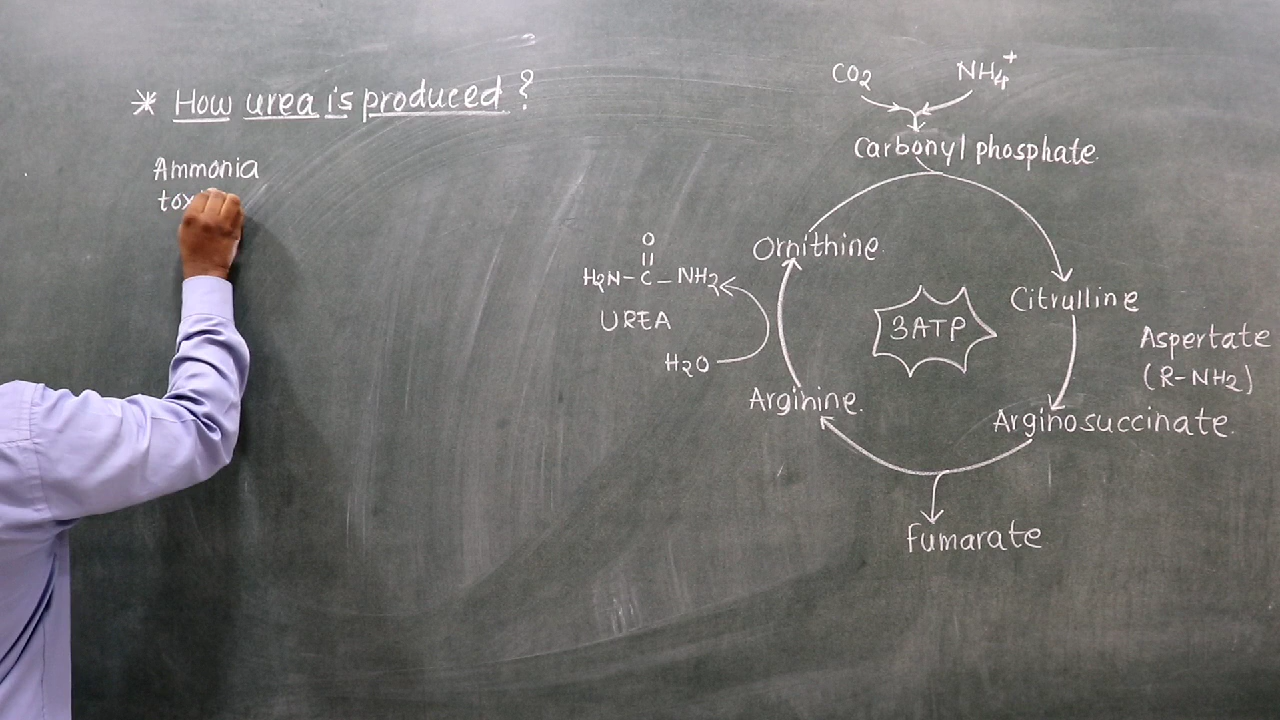 * How urea is produced ?
Ammonia
CO2
NH4+
Carbonyl phosphate
Ornithine
Citrulline
Aspertate
(R-NH2)
Arginosuccinate
Fumarate
Arginine
3ATP
O
H2N-C-NH2
UREA
H2O